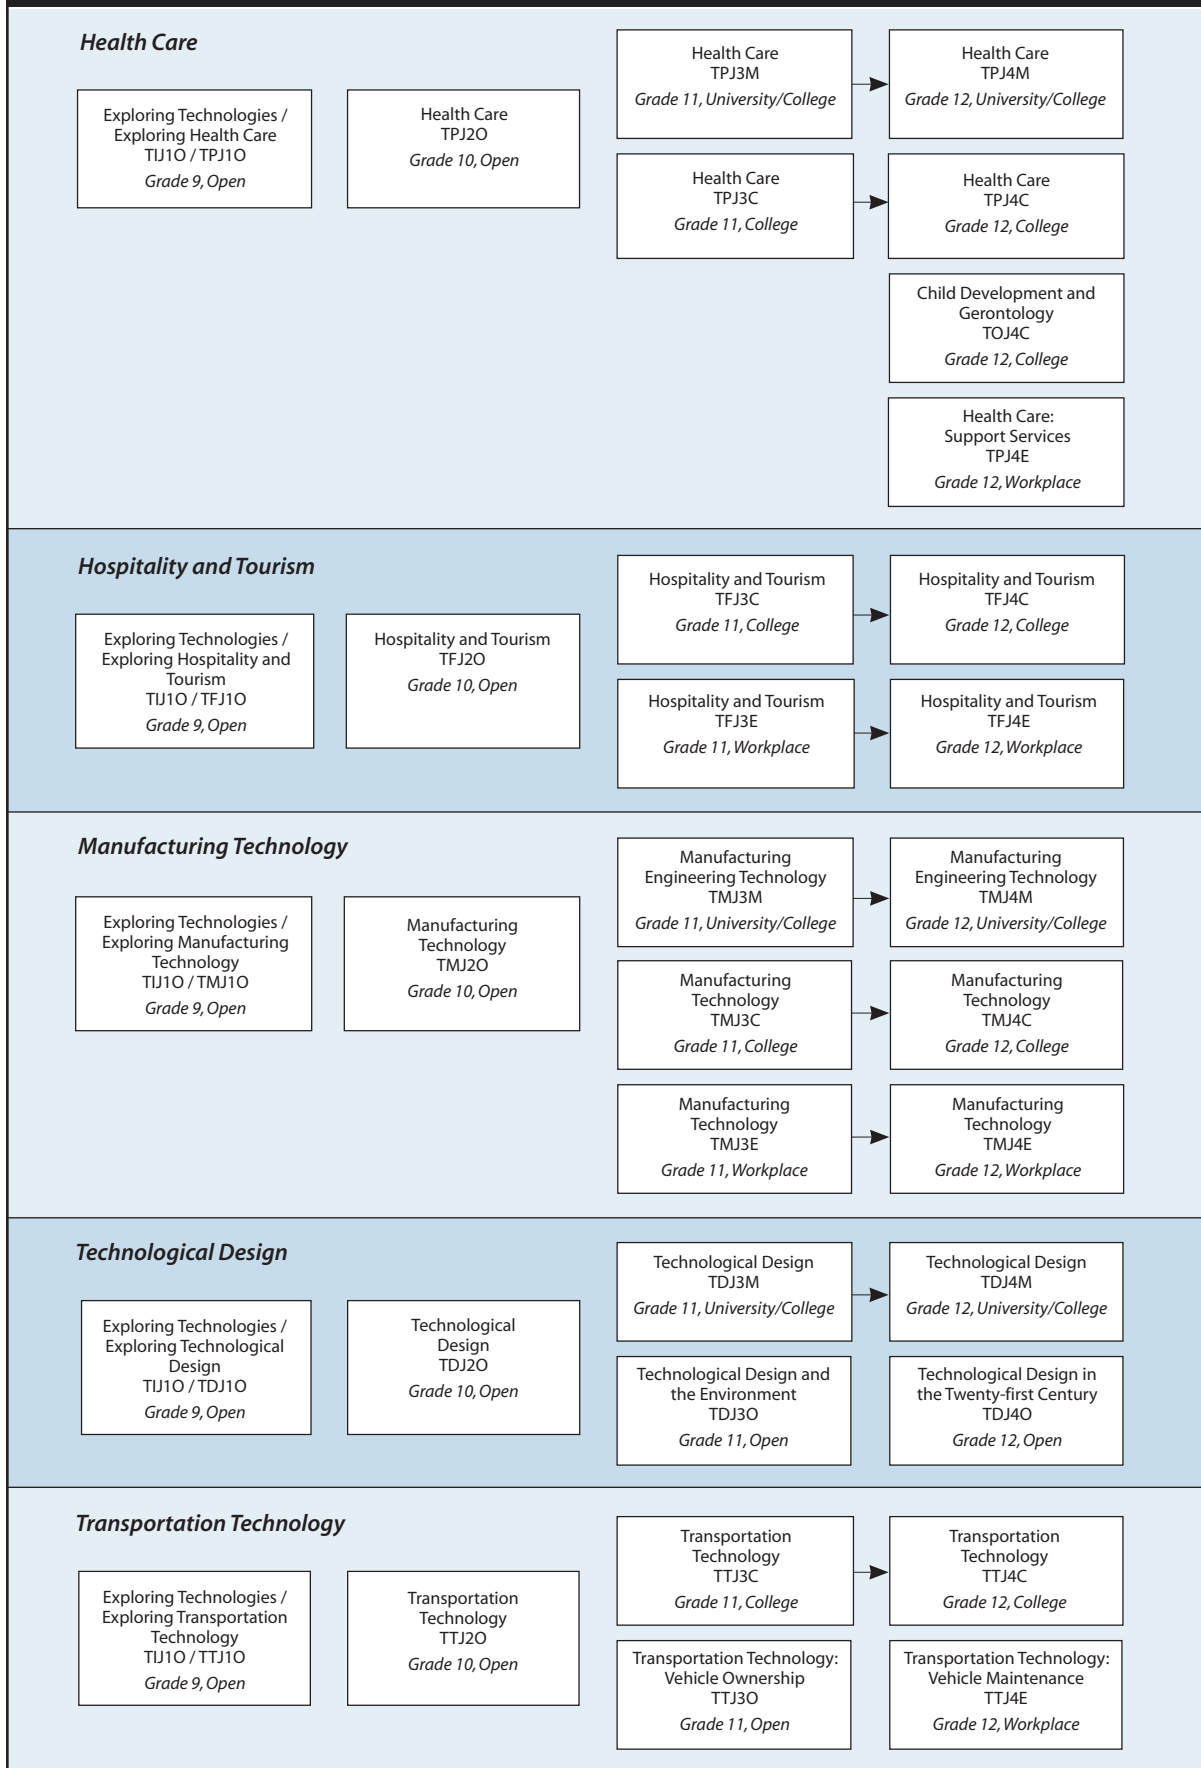 Health Care
Exploring Technologies /
Exploring Health Care
TIJ1O / TPJ1O
Grade 9, Open
Health Care
TPJ2O
Grade 10, Open
Health Care
TPJ3M
Grade 11, University/College
Health Care
TPJ4M
Grade 12, University/College
Health Care
TPJ3C
Grade 11, College
Health Care
TPJ4C
Grade 12, College
Child Development and
Gerontology
TOJ4C
Grade 12, College
Health Care:
Support Services
TPJ4E
Grade 12, Workplace
Hospitality and Tourism
Exploring Technologies /
Exploring Hospitality and
Tourism
TIJ1O / TFJ1O
Grade 9, Open
Hospitality and Tourism
TFJ2O
Grade 10, Open
Hospitality and Tourism
TFJ3C
Grade 11, College
Hospitality and Tourism
TFJ4C
Grade 12, College
Hospitality and Tourism
TFJ3E
Grade 11, Workplace
Hospitality and Tourism
TFJ4E
Grade 12, Workplace
Manufacturing Technology
Exploring Technologies /
Exploring Manufacturing
Technology
TIJ1O / TMJ1O
Grade 9, Open
Manufacturing
Technology
TMJ2O
Grade 10, Open
Manufacturing
Engineering Technology
TMJ3M
Grade 11, University/College
Manufacturing
Engineering Technology
TMJ4M
Grade 12, University/College
Manufacturing
Technology
TMJ3C
Grade 11, College
Manufacturing
Technology
TMJ4C
Grade 12, College
Manufacturing
Technology
TMJ3E
Grade 11, Workplace
Manufacturing
Technology
TMJ4E
Grade 12, Workplace
Technological Design
Exploring Technologies /
Exploring Technological
Design
TIJ1O / TDJ1O
Grade 9, Open
Technological
Design
TDJ2O
Grade 10, Open
Technological Design
TDJ3M
Grade 11, University/College
Technological Design
TDJ4M
Grade 12, University/College
Technological Design and
the Environment
TDJ3O
Grade 11, Open
Technological Design in
the Twenty-first Century
TDJ4O
Grade 12, Open
Transportation Technology
Exploring Technologies /
Exploring Transportation
Technology
TIJ1O / TTJ1O
Grade 9, Open
Transportation
Technology
TTJ2O
Grade 10, Open
Transportation
Technology
TTJ3C
Grade 11, College
Transportation
Technology
TTJ4C
Grade 12, College
Transportation Technology:
Vehicle Ownership
TTJ3O
Grade 11, Open
Transportation Technology:
Vehicle Maintenance
TTJ4E
Grade 12, Workplace